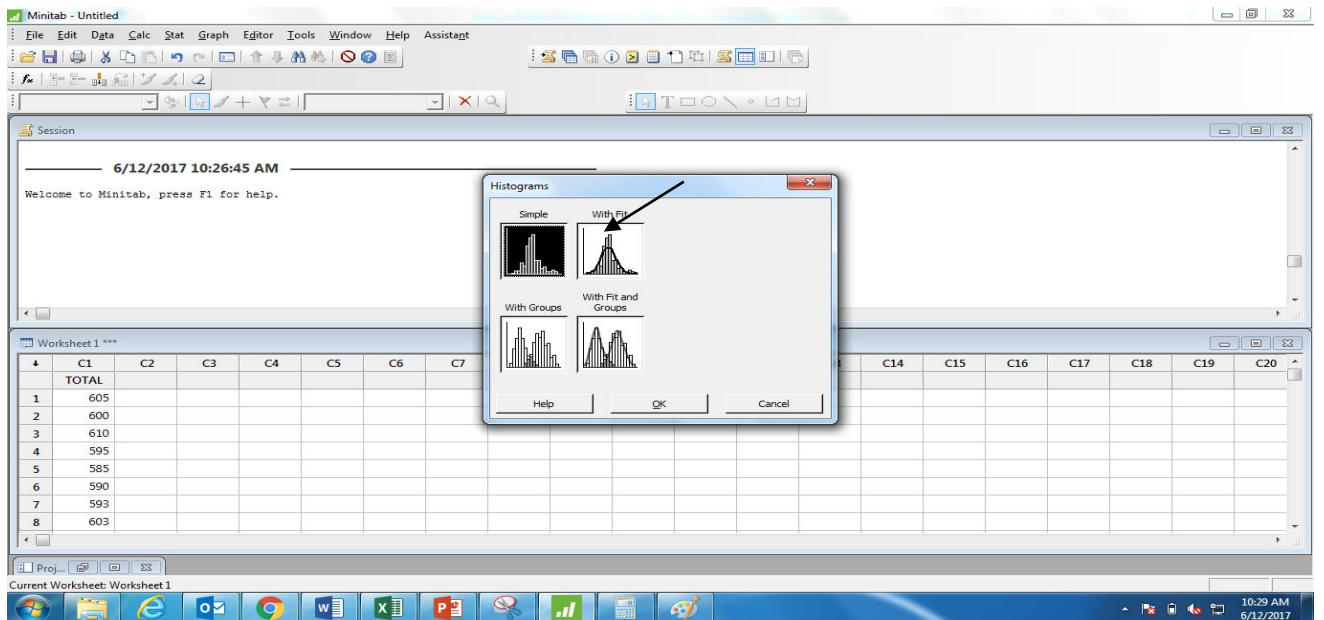 Minitab - Untitled
File Edit Data Calc Stat Graph Editor Tools Window Help Assistant
Session
6/12/2017 10:26:45 AM
Welcome to Minitab, press F1 for help.
Histograms
Simple With Fit
With Groups With Fit and Groups
Help OK Cancel
Worksheet 1 ***
C1 C2 C3 C4 C5 C6 C7 C14 C15 C16 C17 C18 C19 C20
TOTAL
1 605
2 600
3 610
4 595
5 585
6 590
7 593
8 603
Proj...
Current Worksheet: Worksheet 1
10:29 AM
6/12/2017